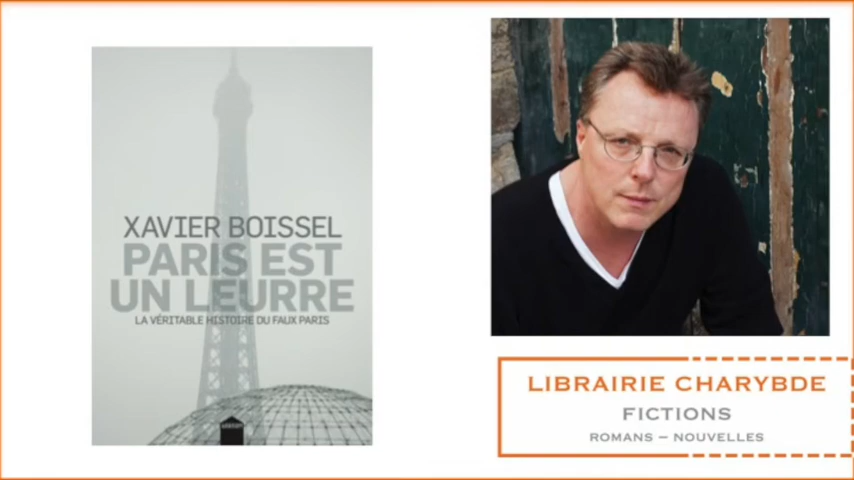 XAVIER BOISSEL
PARIS EST
UN LEURRE
LA VÉRITABLE HISTOIRE DU FAUX PARIS
LIBRAIRIE CHARYBDE
FICTIONS
ROMANS – NOUVELLES